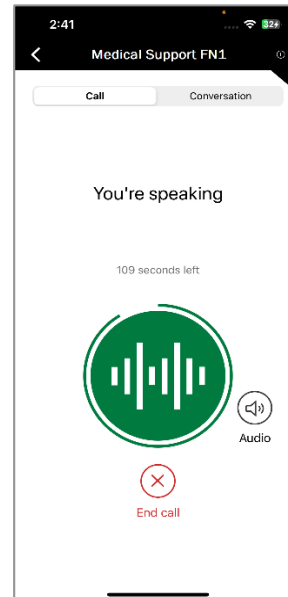 2:41
32
Medical Support FN1
Call
Conversation
You're speaking
109 seconds left
Audio
End call